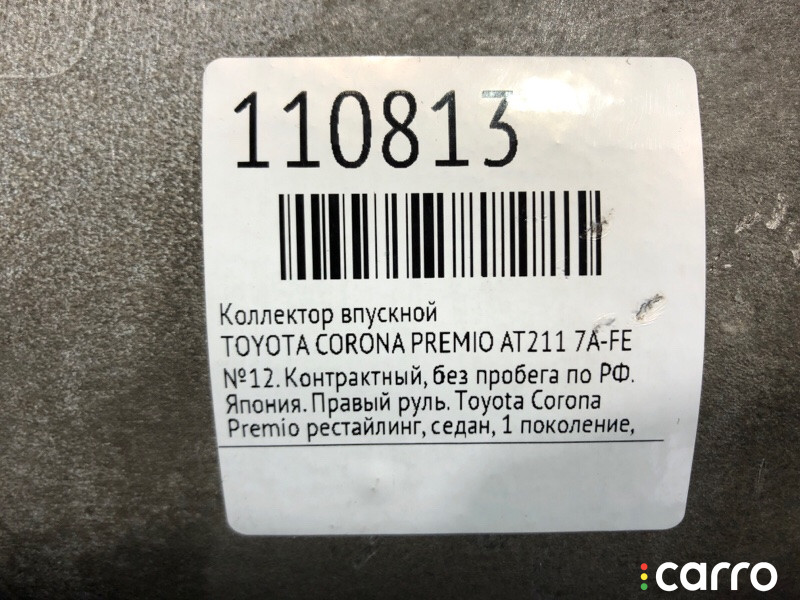 110813
Коллектор впускной
TOYOTA CORONA PREMIO AT211 7A-FE
№12. Контрактный, без пробега по РФ.
Япония. Правый руль. Toyota Corona
Premio рестайлинг, седан, 1 поколение,
carro